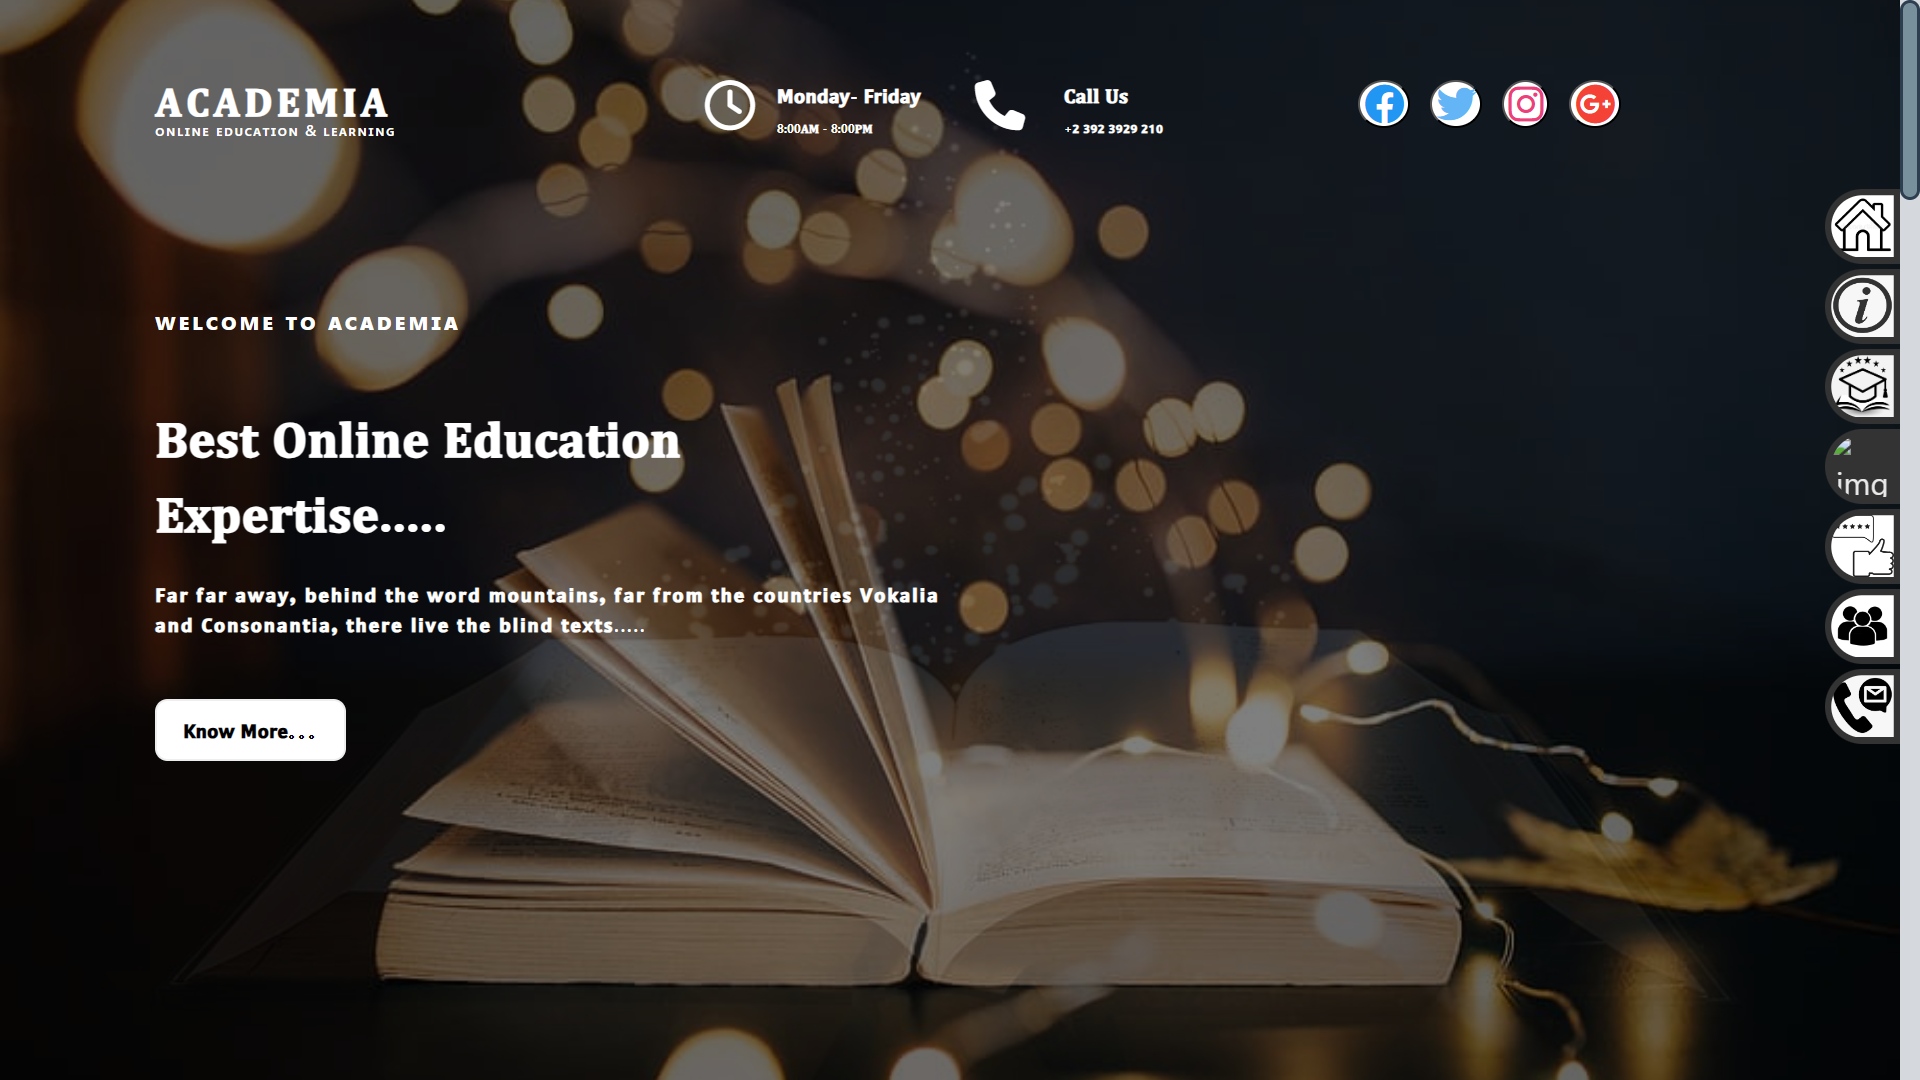 ACADEMIA
ONLINE EDUCATION & LEARNING
Monday- Friday
8:00AM - 8:00PM
Call Us
+2 392 3929 210
G+
WELCOME TO ACADEMIA
Best Online Education
Expertise.....
Far far away, behind the word mountains, far from the countries Vokalia
and Consonantia, there live the blind texts.....
Know More...
i
img